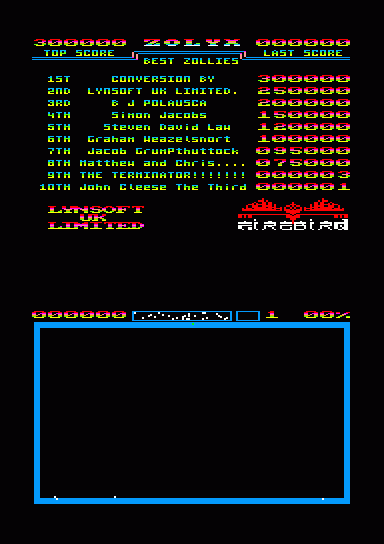 300000 ZOLYX 000000
TOP SCORE LAST SCORE
BEST ZOLLIES
1ST CONVERSION BY 300000
2ND LYNSOFT UK LIMITED. 250000
3RD B J POLAUSCA 200000
4TH Simon Jacobs 150000
5TH Steven David Law 120000
6TH Graham Weazelsnort 100000
7TH Jacob Grumpthuttock 095000
8TH Matthew and Chris.... 075000
9TH THE TERMINATOR!!!!!!! 000003
10TH John Cleese The Third 000001
LYNSOFT
UK
LIMITED
FIREBIRD
000000 1 00%